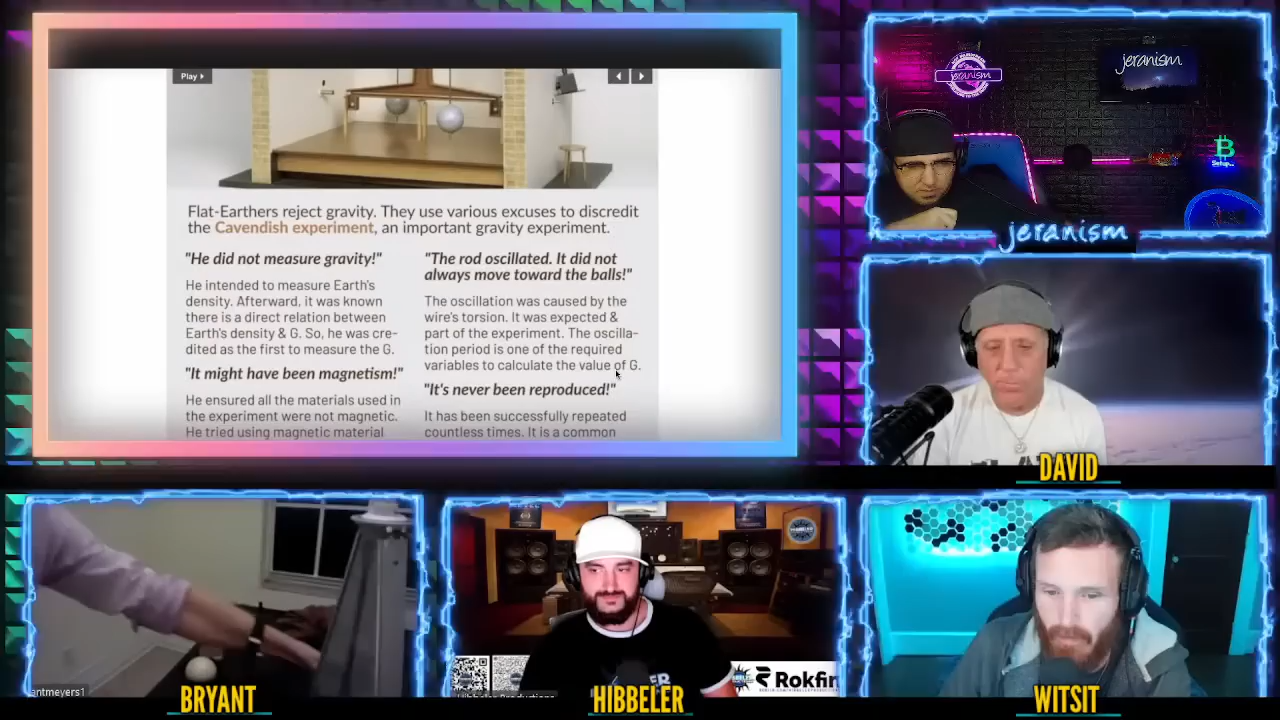 Play
Flat-Earthers reject gravity. They use various excuses to discredit
the Cavendish experiment, an important gravity experiment.
"He did not measure gravity!"
He intended to measure Earth's
density. Afterward, it was known
there is a direct relation between
Earth's density & G. So, he was cre-
dited as the first to measure the G.
"It might have been magnetism!"
He ensured all the materials used in
the experiment were not magnetic.
He tried using magnetic material
"The rod oscillated. It did not
always move toward the balls!"
The oscillation was caused by the
wire's torsion. It was expected &
part of the experiment. The oscilla-
tion period is one of the required
variables to calculate the value of G.
"It's never been reproduced!"
It has been successfully repeated
countless times. It is a common
jeranism
jeranism
Setup...
jeranism
DAVID
antmeyers1
BRYANT
Hibbeler Productions
Rokfin
HIBBELER
WITSIT